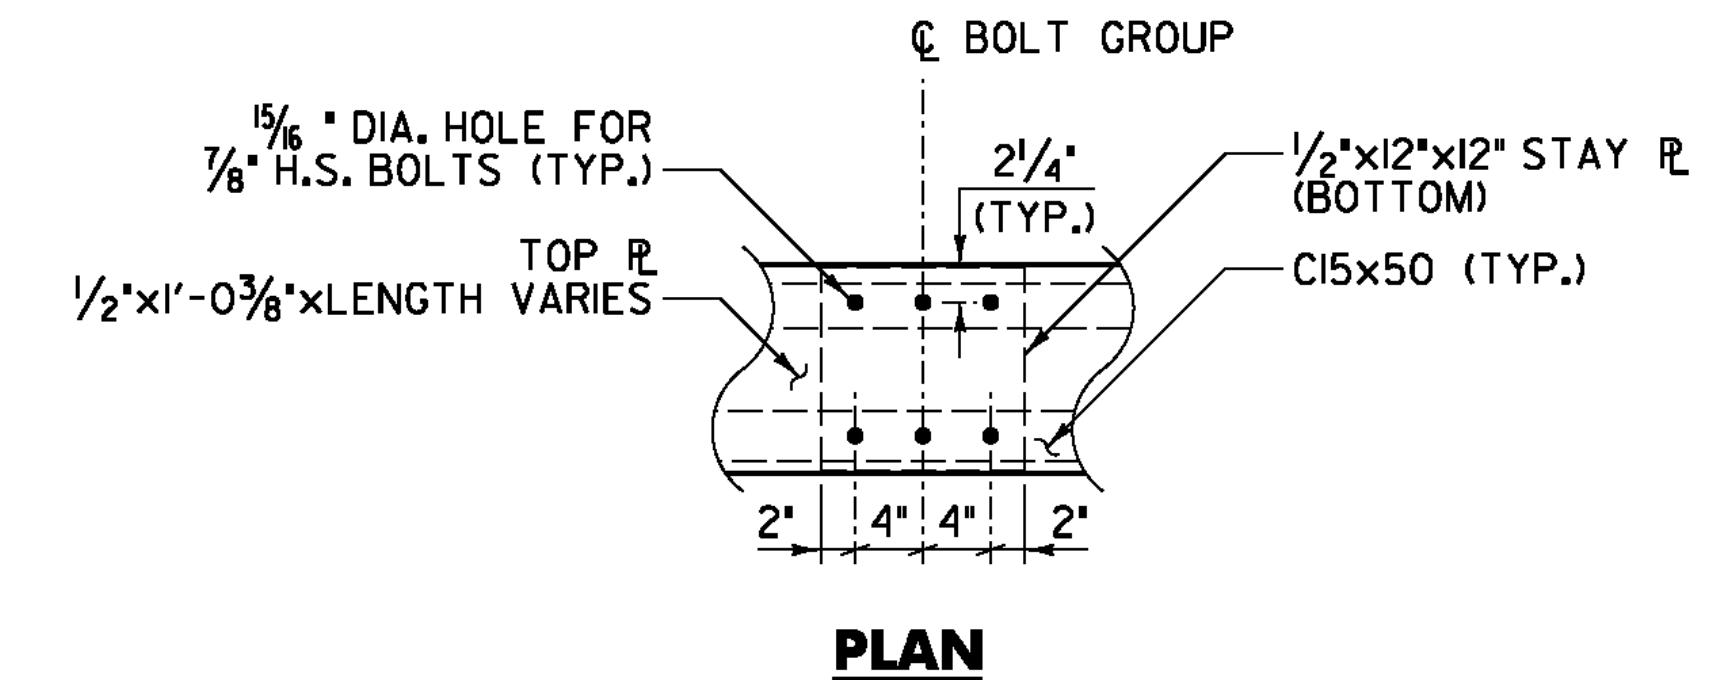 ℄ BOLT GROUP
15/16" DIA. HOLE FOR
7/8" H.S. BOLTS (TYP.)
2 1/4"
(TYP.)
1/2"x12"x12" STAY ⅊
(BOTTOM)
TOP ⅊
1/2"x1'-0 3/8"xLENGTH VARIES
C15x50 (TYP.)
2" 4" 4" 2"
PLAN